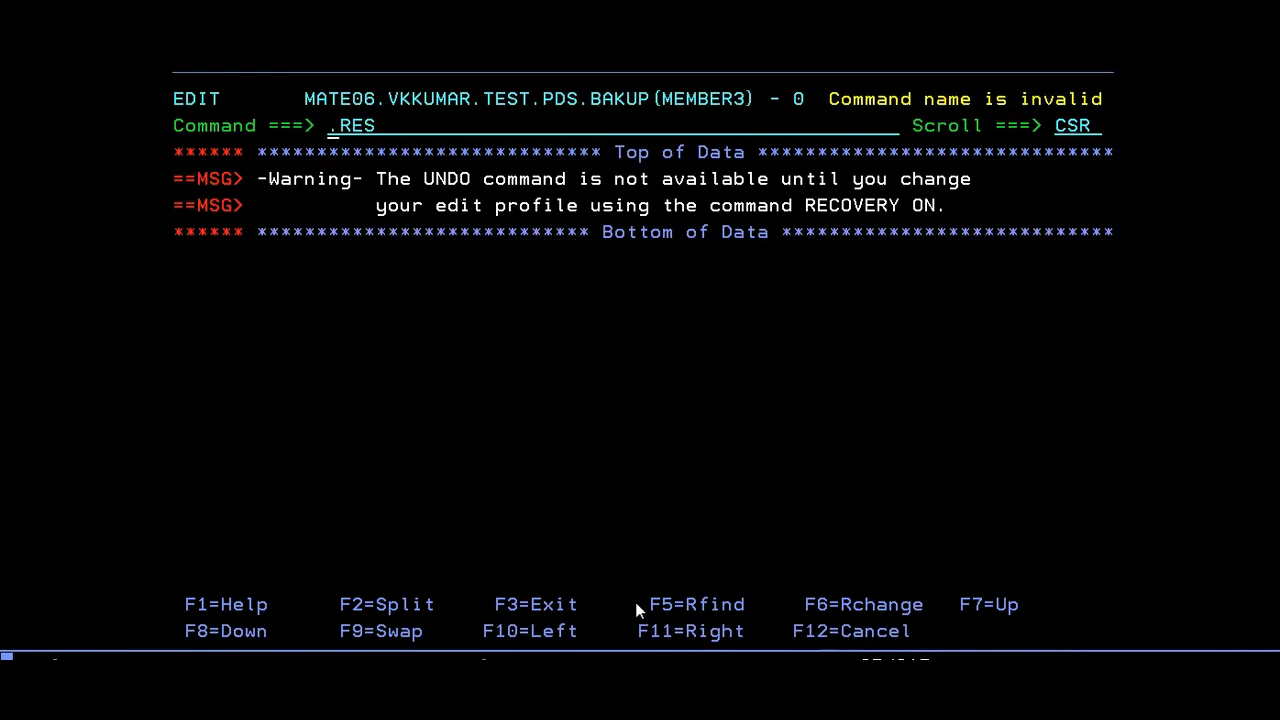 EDIT MATE06.VKKUMAR.TEST.PDS.BAKUP(MEMBER3) - 0 Command name is invalid
Command ===> .RES Scroll ===> CSR
****** ***************************** Top of Data ******************************
==MSG> -Warning- The UNDO command is not available until you change
==MSG> your edit profile using the command RECOVERY ON.
****** **************************** Bottom of Data ****************************
F1=Help F2=Split F3=Exit F5=Rfind F6=Rchange F7=Up
F8=Down F9=Swap F10=Left F11=Right F12=Cancel